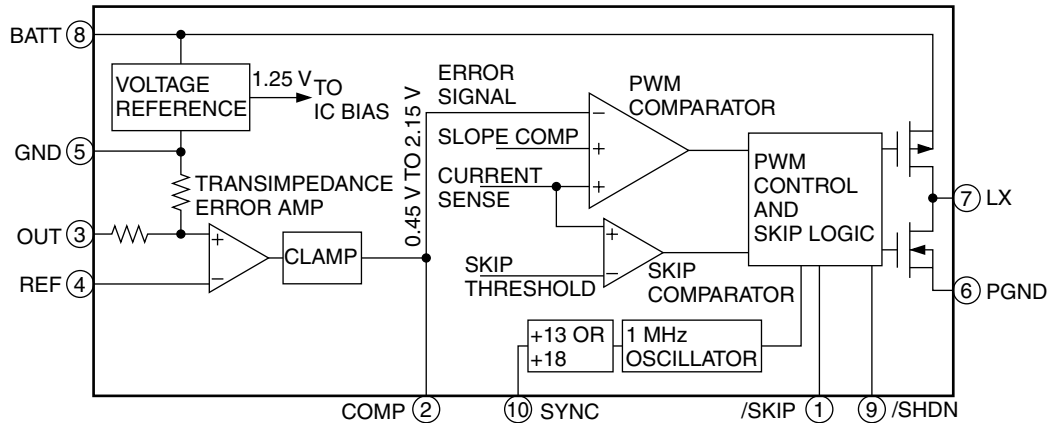 BATT 8
VOLTAGE
REFERENCE
1.25 V
TO
IC BIAS
GND 5
TRANSIMPEDANCE
ERROR AMP
OUT 3
+
−
REF 4
CLAMP
0.45 V TO 2.15 V
ERROR
SIGNAL
SLOPE COMP
CURRENT
SENSE
−
+
+
PWM
COMPARATOR
SKIP
THRESHOLD
+
−
SKIP
COMPARATOR
PWM
CONTROL
AND
SKIP LOGIC
7 LX
6 PGND
+13 OR
+18
1 MHz
OSCILLATOR
COMP 2
10 SYNC
/SKIP 1
9 /SHDN